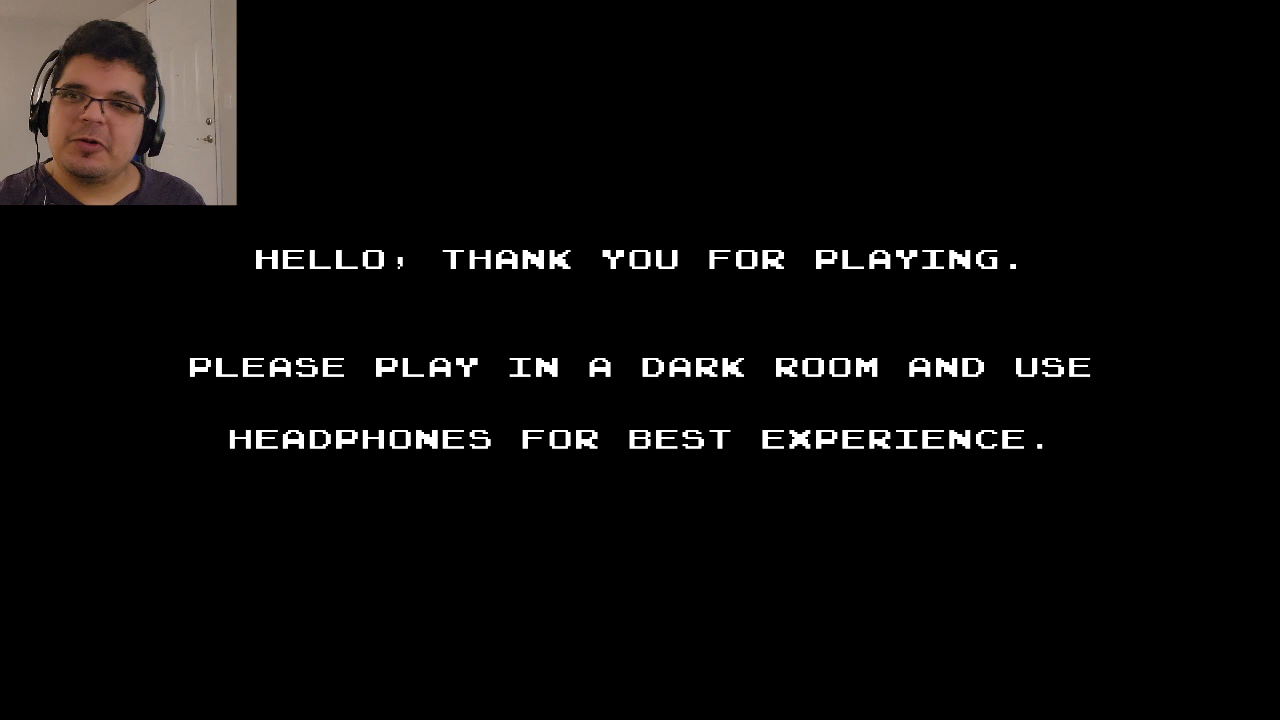 HELLO, THANK YOU FOR PLAYING.
PLEASE PLAY IN A DARK ROOM AND USE
HEADPHONES FOR BEST EXPERIENCE.